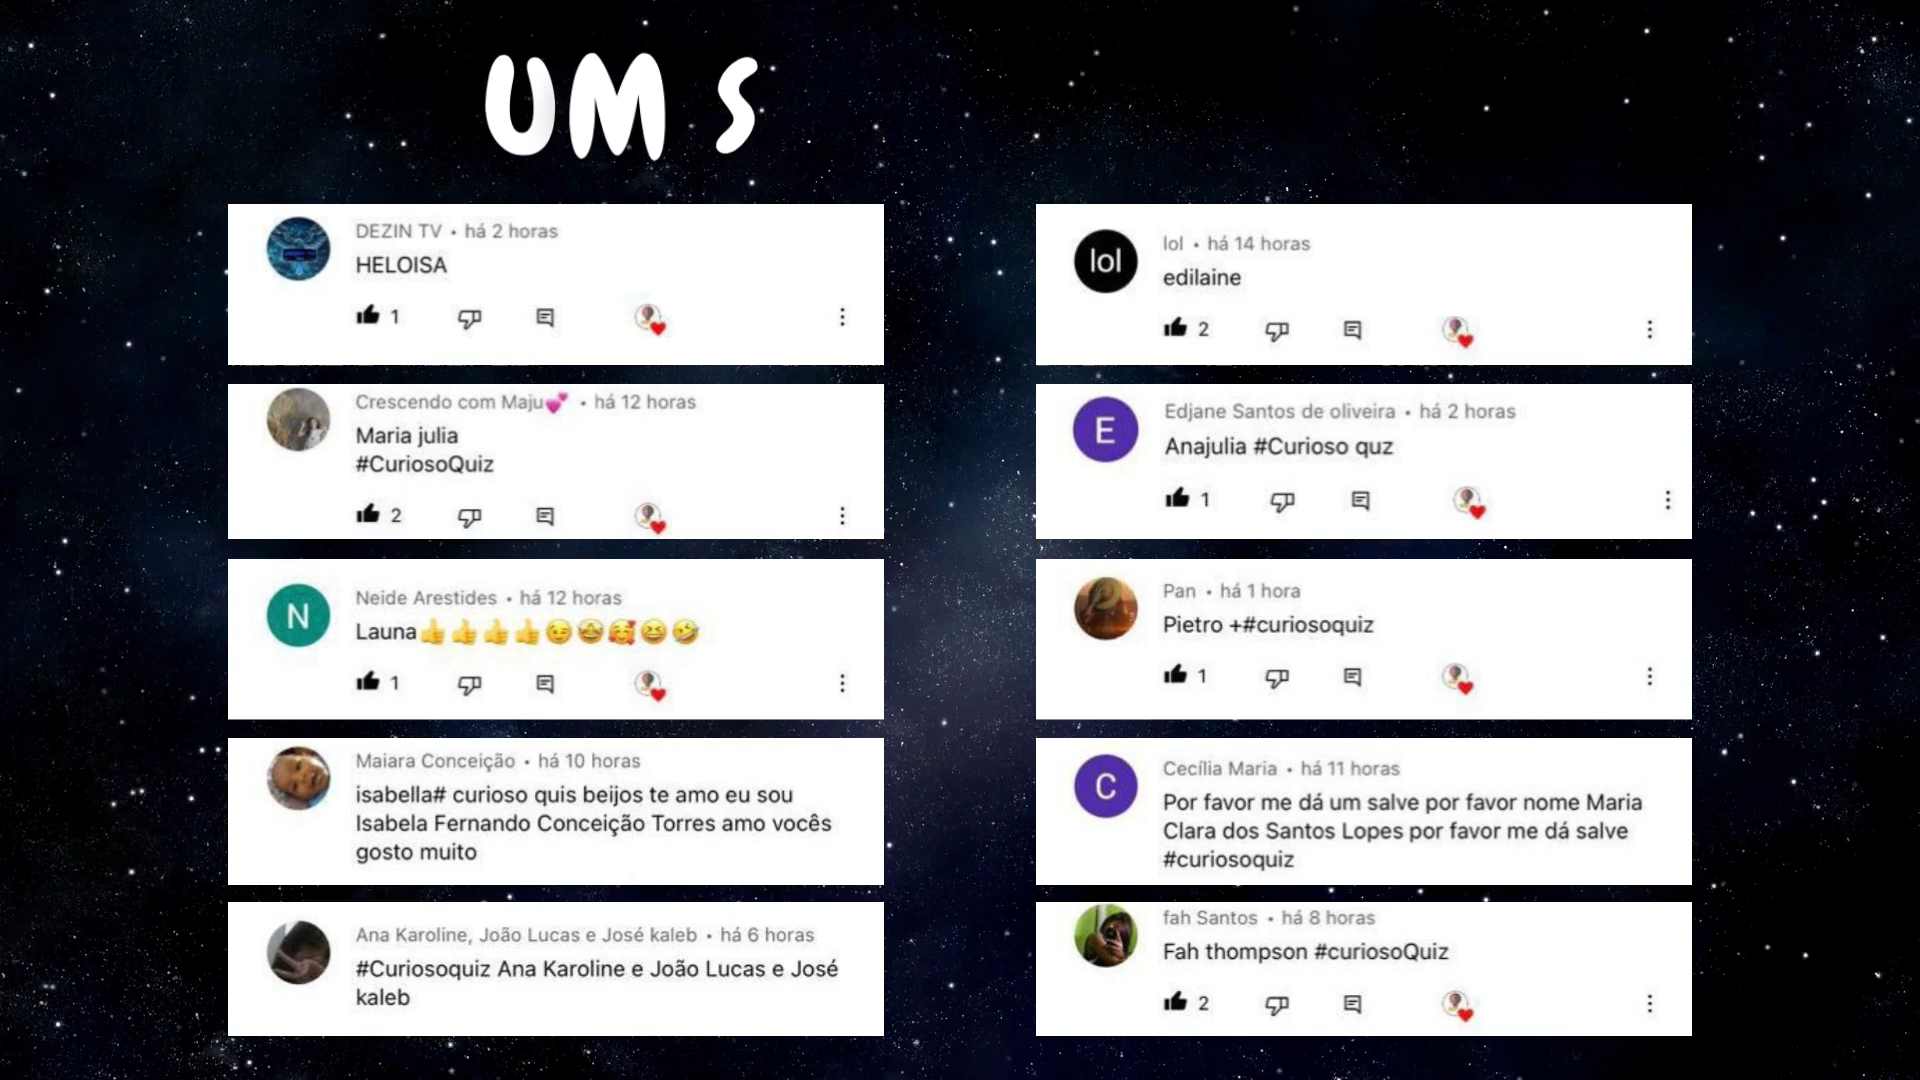 UM S
DEZIN TV • há 2 horas
HELOISA
1
Crescendo com Maju💕 • há 12 horas
Maria julia
#CuriosoQuiz
2
N
Neide Arestides • há 12 horas
Launa👍👍👍👍😉🤩🥰😆🤣
1
Maiara Conceição • há 10 horas
isabella# curioso quis beijos te amo eu sou
Isabela Fernando Conceição Torres amo vocês
gosto muito
Ana Karoline, João Lucas e José kaleb • há 6 horas
#Curiosoquiz Ana Karoline e João Lucas e José
kaleb
lol
lol • há 14 horas
edilaine
2
E
Edjane Santos de oliveira • há 2 horas
Anajulia #Curioso quz
1
Pan • há 1 hora
Pietro +#curiosoquiz
1
C
Cecília Maria • há 11 horas
Por favor me dá um salve por favor nome Maria
Clara dos Santos Lopes por favor me dá salve
#curiosoquiz
fah Santos • há 8 horas
Fah thompson #curiosoQuiz
2